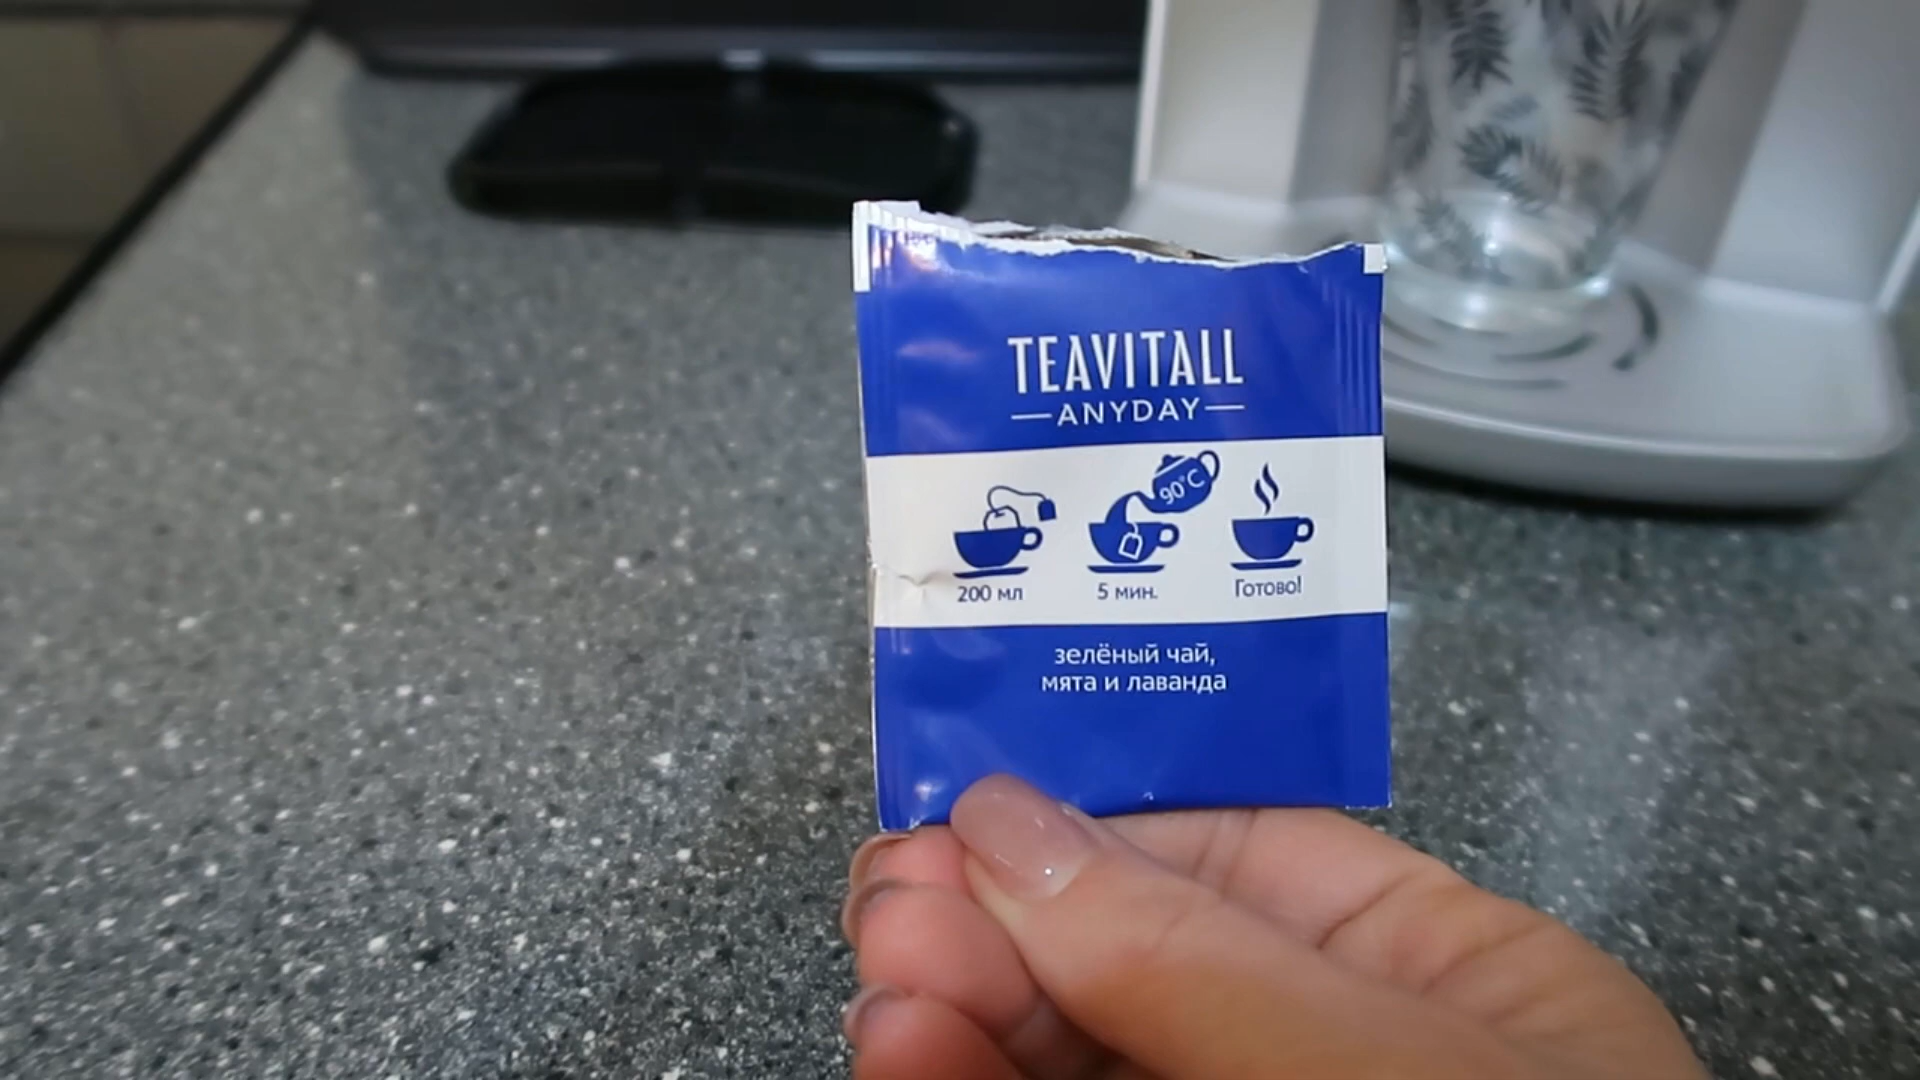 TEAVITALL
ANYDAY
90°C
200 мл
5 мин.
Готово!
зелёный чай,
мята и лаванда